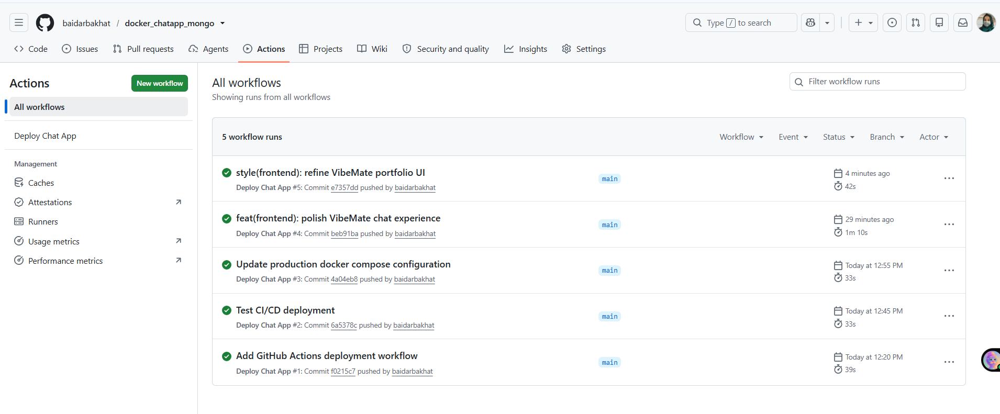 baidarbakhat / docker_chatapp_mongo
Type / to search
Code Issues Pull requests Agents Actions Projects Wiki Security and quality Insights Settings
Actions
New workflow
All workflows
Deploy Chat App
Management
Caches
Attestations
Runners
Usage metrics
Performance metrics
All workflows
Showing runs from all workflows
Filter workflow runs
5 workflow runs
Workflow Event Status Branch Actor
style(frontend): refine VibeMate portfolio UI
Deploy Chat App #5: Commit e7357dd pushed by baidarbakhat
main
4 minutes ago
42s
feat(frontend): polish VibeMate chat experience
Deploy Chat App #4: Commit beb91ba pushed by baidarbakhat
main
29 minutes ago
1m 10s
Update production docker compose configuration
Deploy Chat App #3: Commit 4a04eb8 pushed by baidarbakhat
main
Today at 12:55 PM
33s
Test CI/CD deployment
Deploy Chat App #2: Commit 6a5378c pushed by baidarbakhat
main
Today at 12:45 PM
33s
Add GitHub Actions deployment workflow
Deploy Chat App #1: Commit f0215c7 pushed by baidarbakhat
main
Today at 12:20 PM
39s